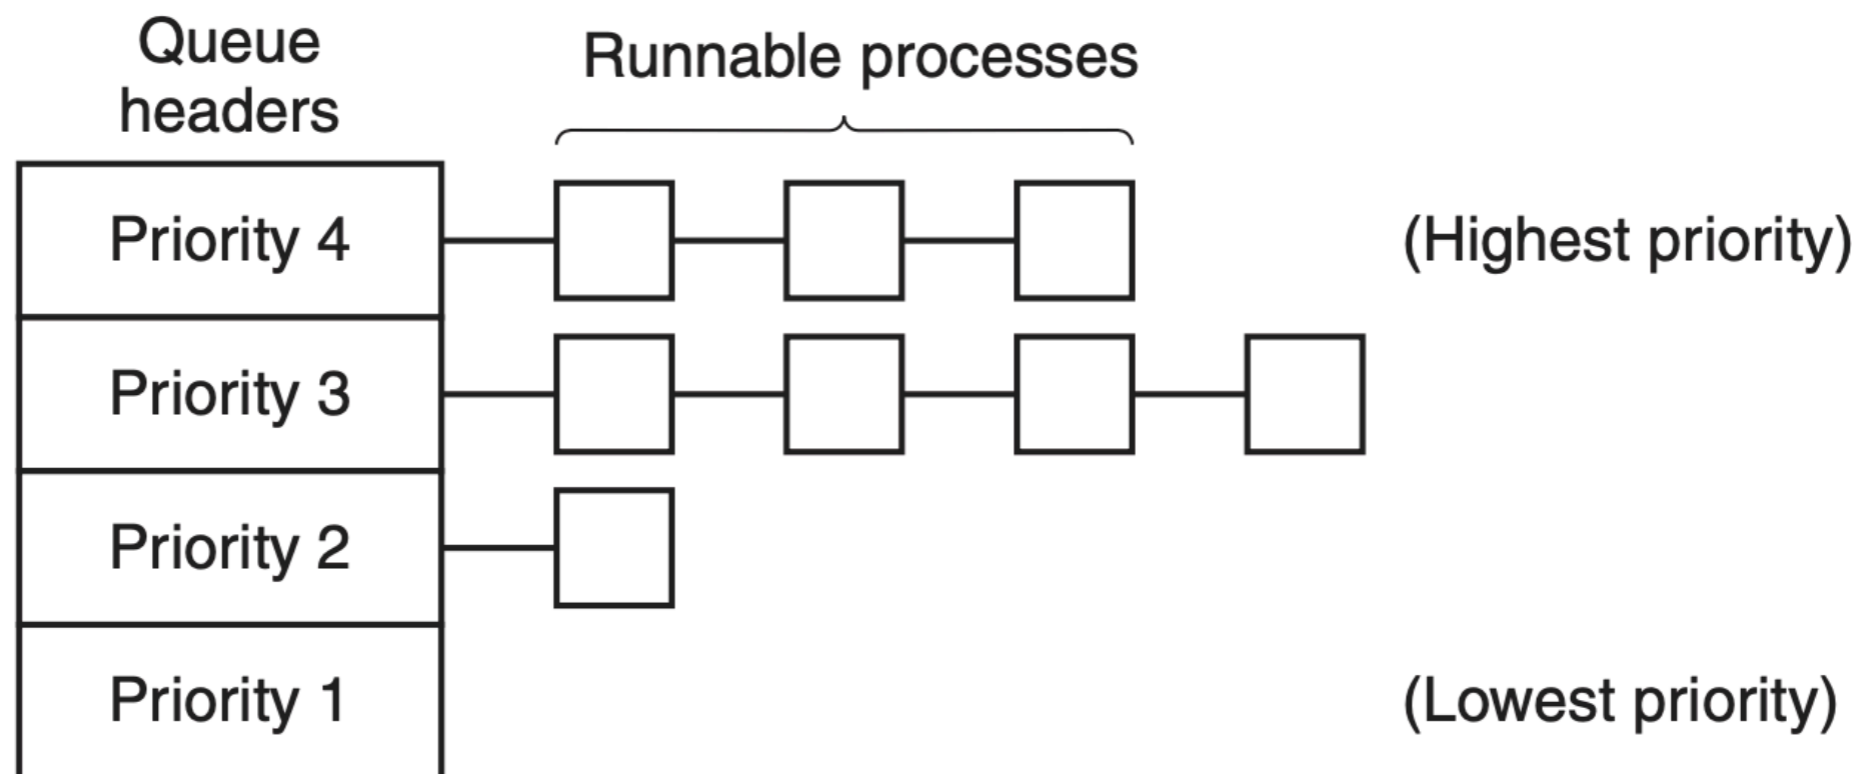 Queue
headers
Runnable processes
Priority 4
(Highest priority)
Priority 3
Priority 2
Priority 1
(Lowest priority)